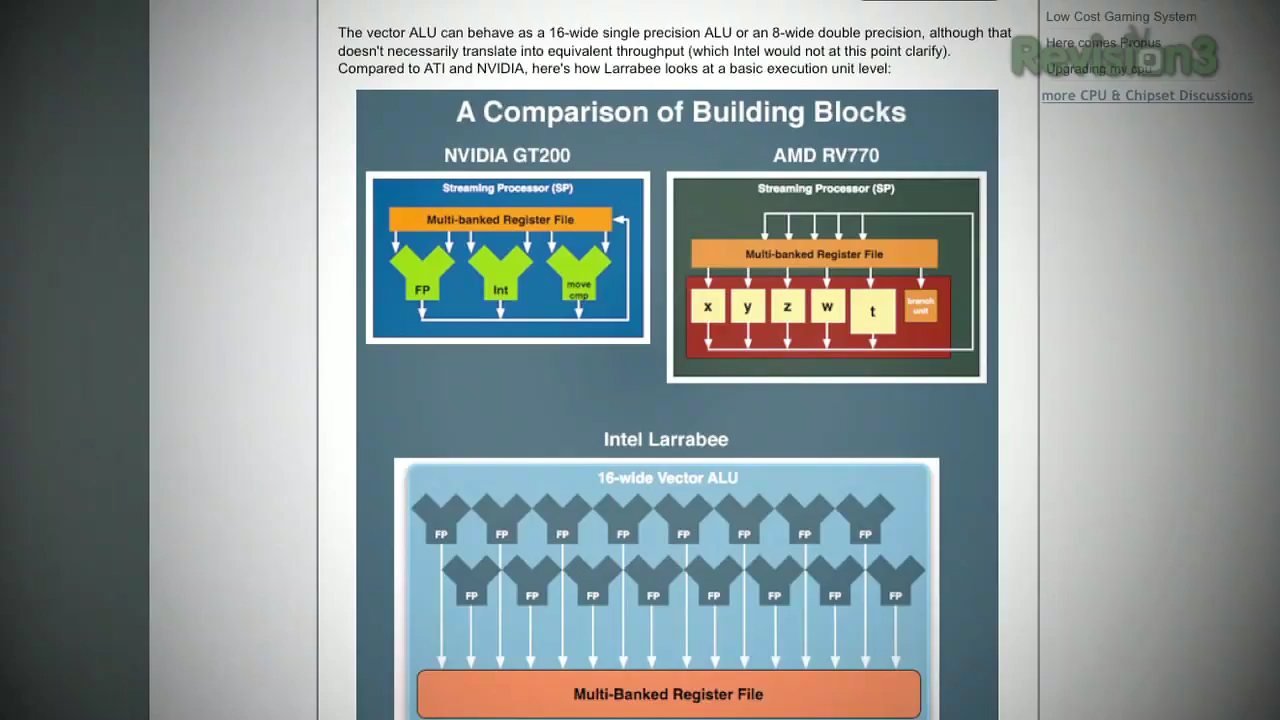 The vector ALU can behave as a 16-wide single precision ALU or an 8-wide double precision, although that
doesn't necessarily translate into equivalent throughput (which Intel would not at this point clarify).
Compared to ATI and NVIDIA, here's how Larrabee looks at a basic execution unit level:
Low Cost Gaming System
Here comes Propus
Upgrading my cpu
more CPU & Chipset Discussions
Revision3
A Comparison of Building Blocks
NVIDIA GT200
Streaming Processor (SP)
Multi-banked Register File
FP
Int
move
cmp
AMD RV770
Streaming Processor (SP)
Multi-banked Register File
x
y
z
w
t
branch
unit
Intel Larrabee
16-wide Vector ALU
FP FP FP FP FP FP FP FP
FP FP FP FP FP FP FP FP
Multi-Banked Register File